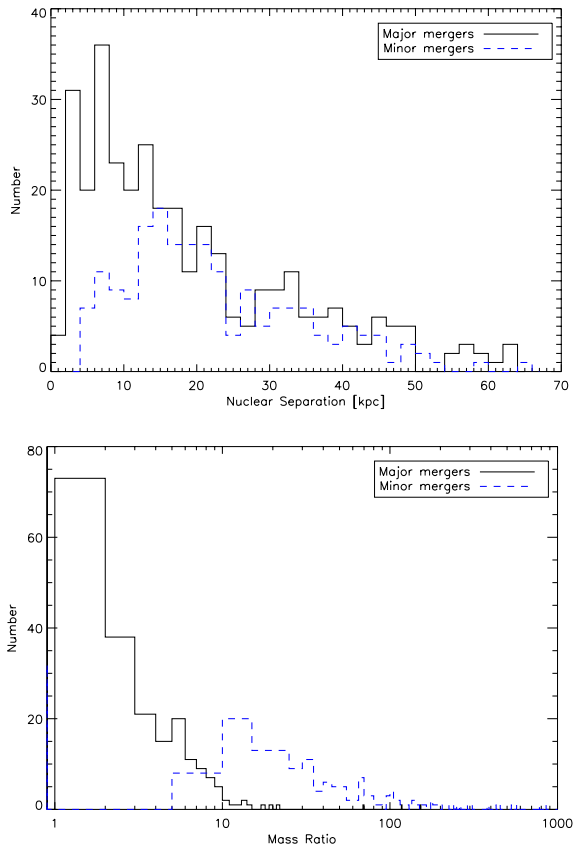 40
30
20
10
0
Number
Major mergers
Minor mergers
0 10 20 30 40 50 60 70
Nuclear Separation [kpc]
80
60
40
20
0
Number
Major mergers
Minor mergers
1 10 100 1000
Mass Ratio